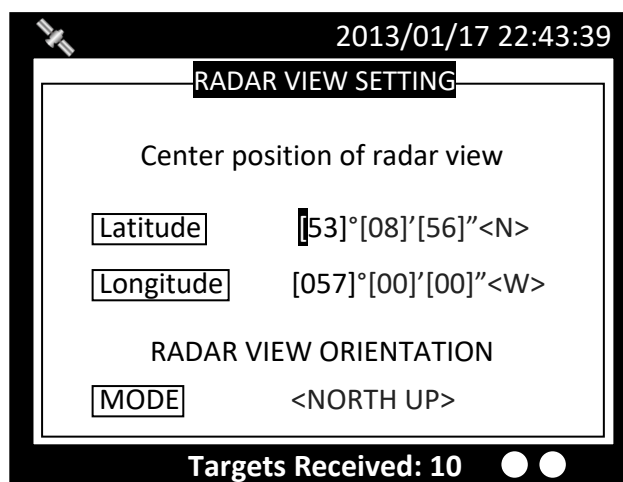 2013/01/17 22:43:39
RADAR VIEW SETTING
Center position of radar view
Latitude [53]°[08]’[56]”<N>
Longitude [057]°[00]’[00]”<W>
RADAR VIEW ORIENTATION
MODE <NORTH UP>
Targets Received: 10